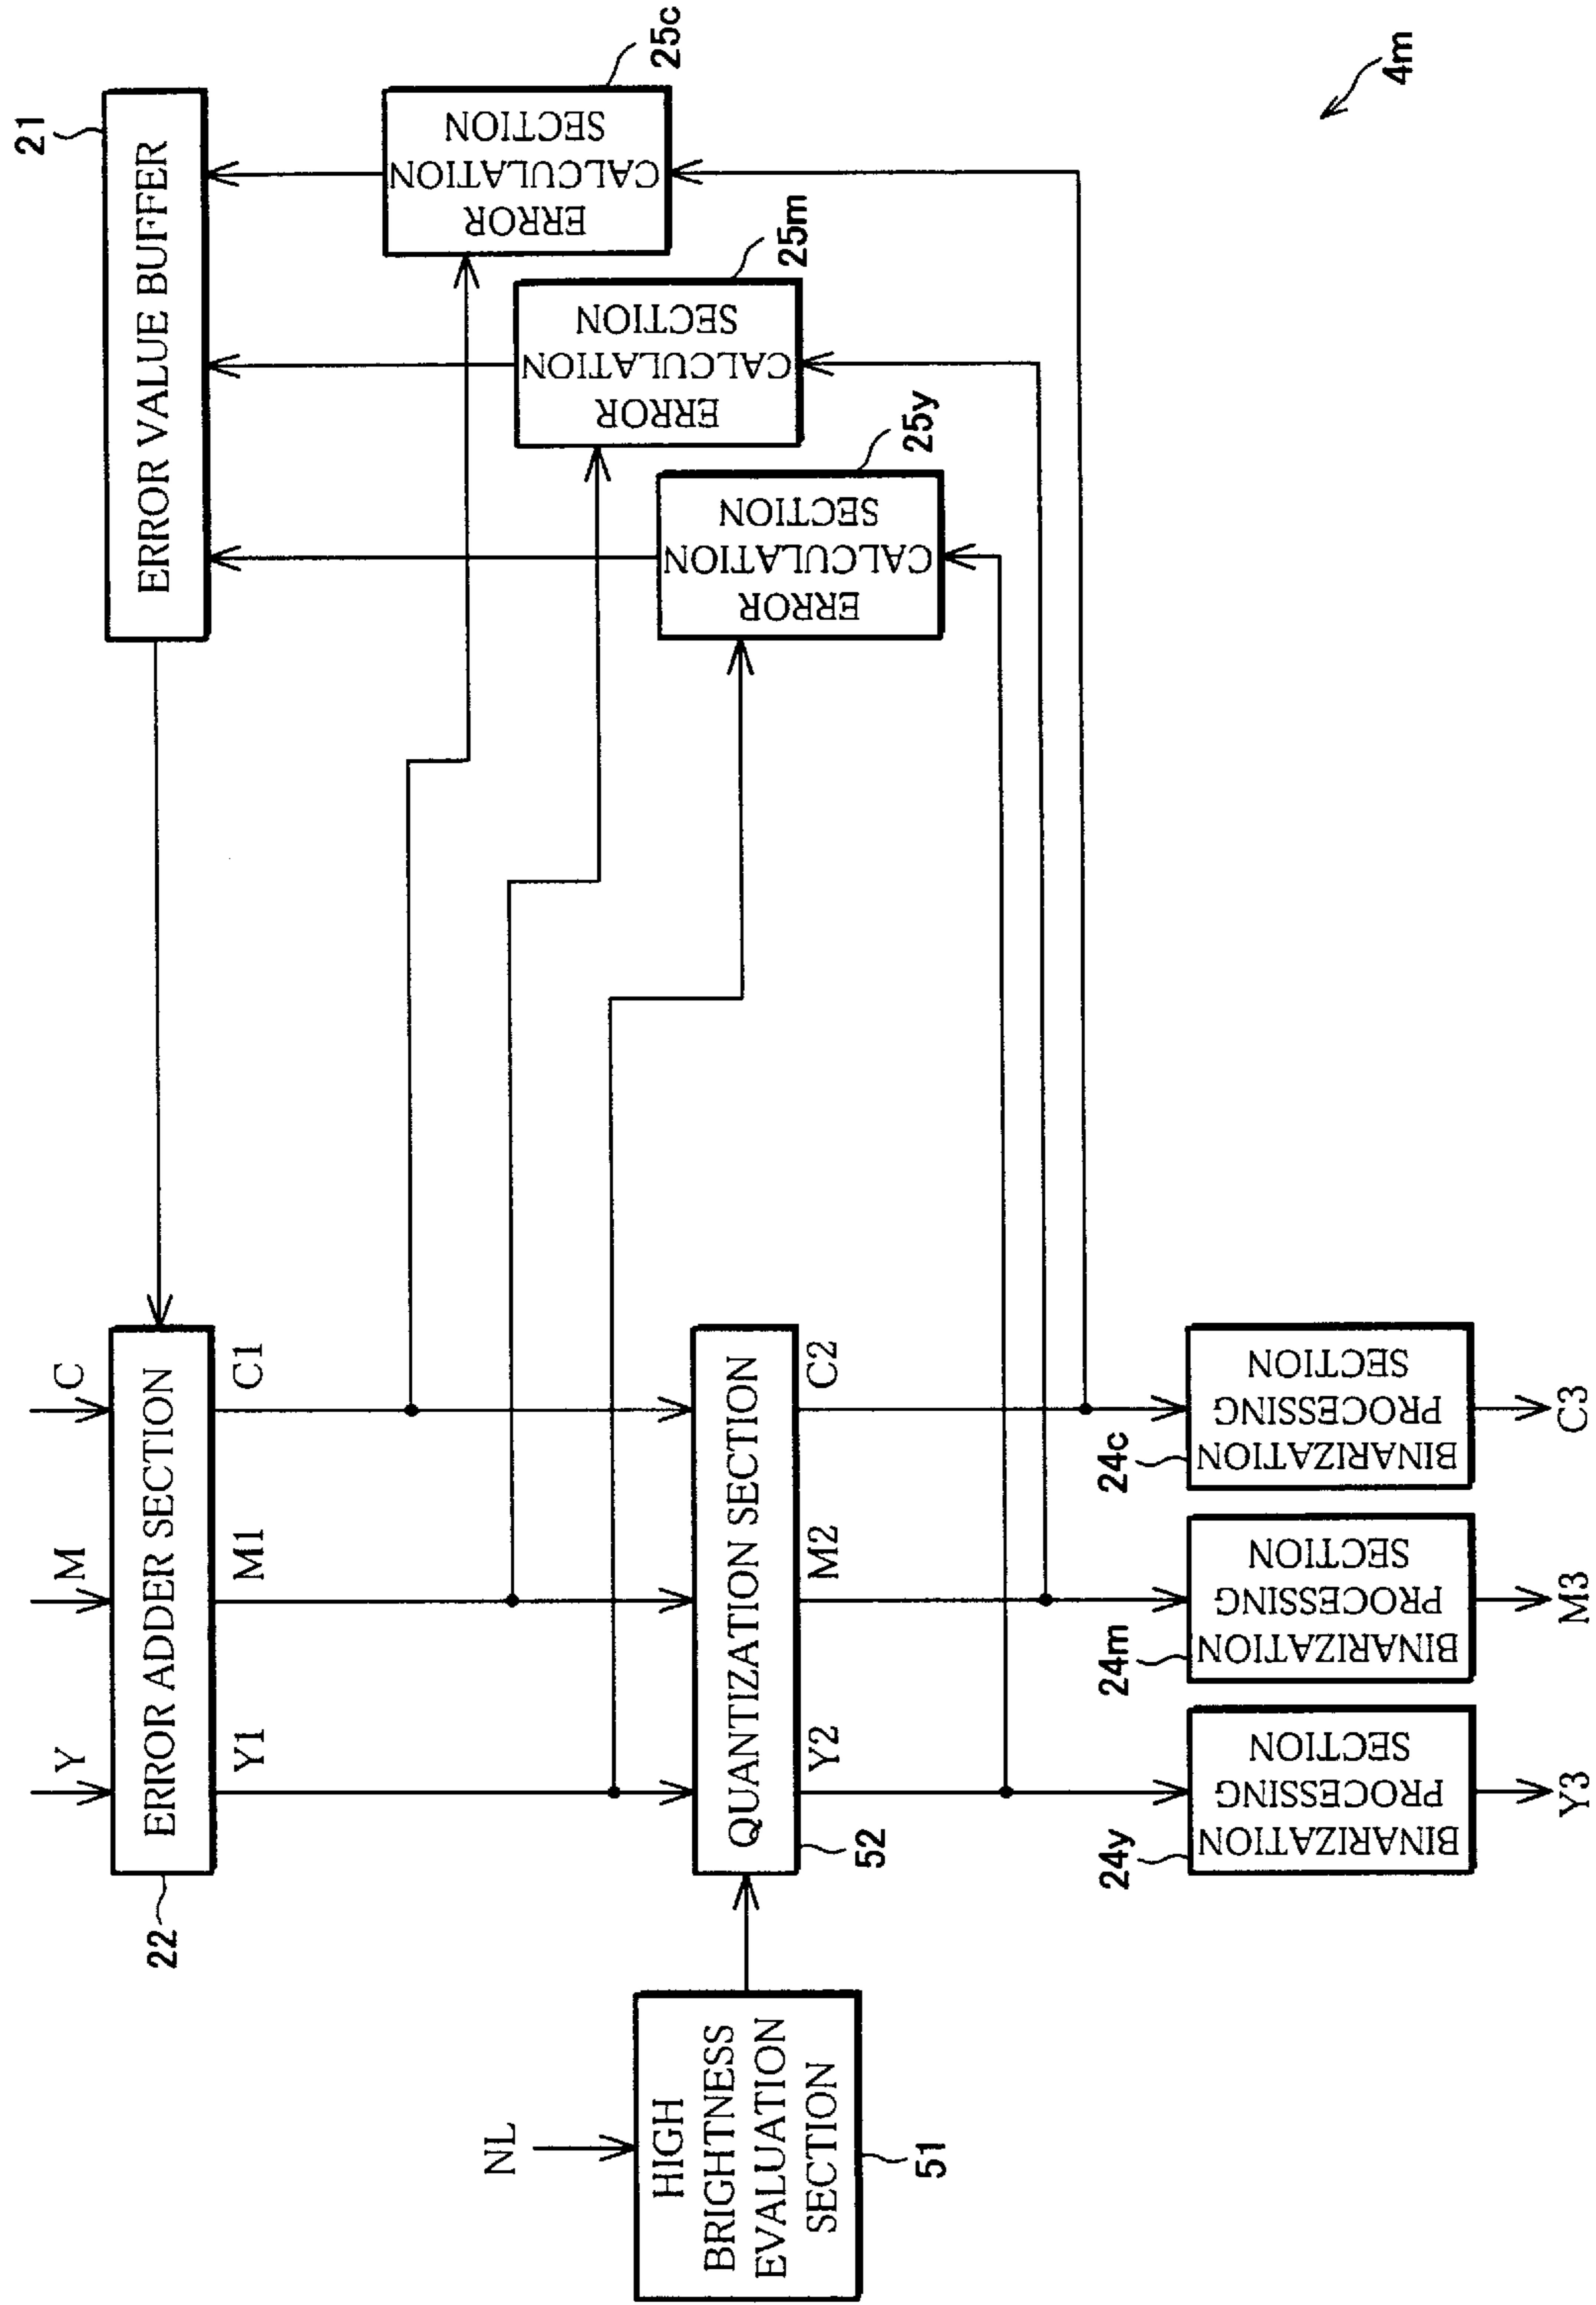 21
ERROR VALUE BUFFER
25c
ERROR
CALCULATION
SECTION
25m
ERROR
CALCULATION
SECTION
25y
ERROR
CALCULATION
SECTION
4m
Y
M
C
22
ERROR ADDER SECTION
Y1
M1
C1
NL
HIGH
BRIGHTNESS
EVALUATION
SECTION
51
QUANTIZATION SECTION
52
Y2
M2
C2
24y
BINARIZATION
PROCESSING
SECTION
24m
BINARIZATION
PROCESSING
SECTION
24c
BINARIZATION
PROCESSING
SECTION
Y3
M3
C3